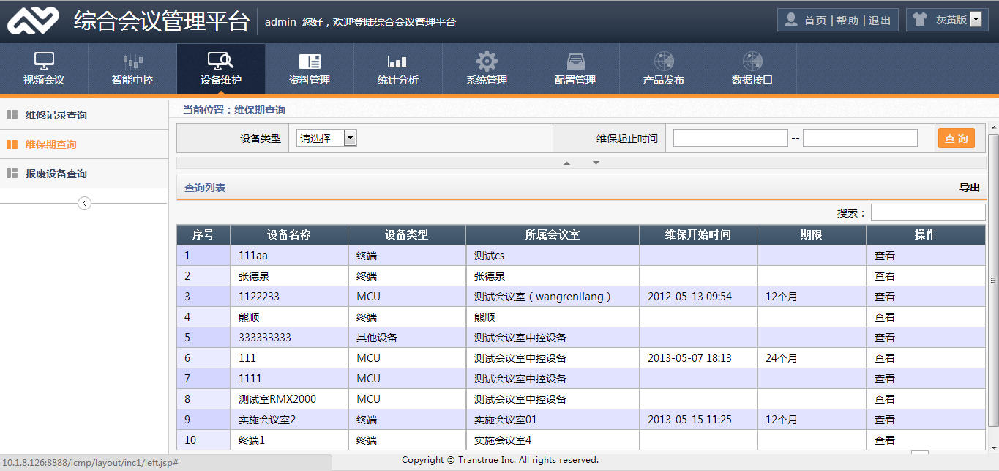 综合会议管理平台 admin 您好，欢迎登陆综合会议管理平台 首页 | 帮助 | 退出 灰黄版
视频会议 智能中控 设备维护 资料管理 统计分析 系统管理 配置管理 产品发布 数据接口
维修记录查询
维保期查询
报废设备查询
当前位置：维保期查询
设备类型 请选择 维保起止时间 -- 查 询
查询列表 导出
搜索：
序号 设备名称 设备类型 所属会议室 维保开始时间 期限 操作
1 111aa 终端 测试cs 查看
2 张德泉 终端 张德泉 查看
3 1122233 MCU 测试会议室（wangrenliang） 2012-05-13 09:54 12个月 查看
4 熊顺 终端 熊顺 查看
5 333333333 其他设备 测试会议室中控设备 查看
6 111 MCU 测试会议室中控设备 2013-05-07 18:13 24个月 查看
7 1111 MCU 测试会议室中控设备 查看
8 测试室RMX2000 MCU 测试会议室中控设备 查看
9 实施会议室2 终端 实施会议室01 2013-05-15 11:25 12个月 查看
10 终端1 终端 实施会议室4 查看
10.1.8.126:8888/icmp/layout/inc1/left.jsp#
Copyright © Transtrue Inc. All rights reserved.